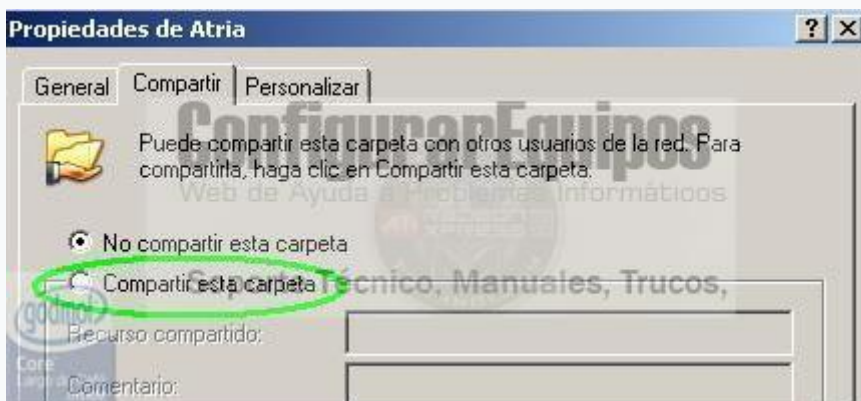 Propiedades de Atria
General Compartir Personalizar
ConfigurarEquipos
Puede compartir esta carpeta con otros usuarios de la red. Para
compartirla, haga clic en Compartir esta carpeta.
Web de Ayuda a Problemas Informáticos
No compartir esta carpeta
Compartir esta carpeta
Soporte Técnico, Manuales, Trucos,
godmol
Recurso compartido:
Core
Comentario: